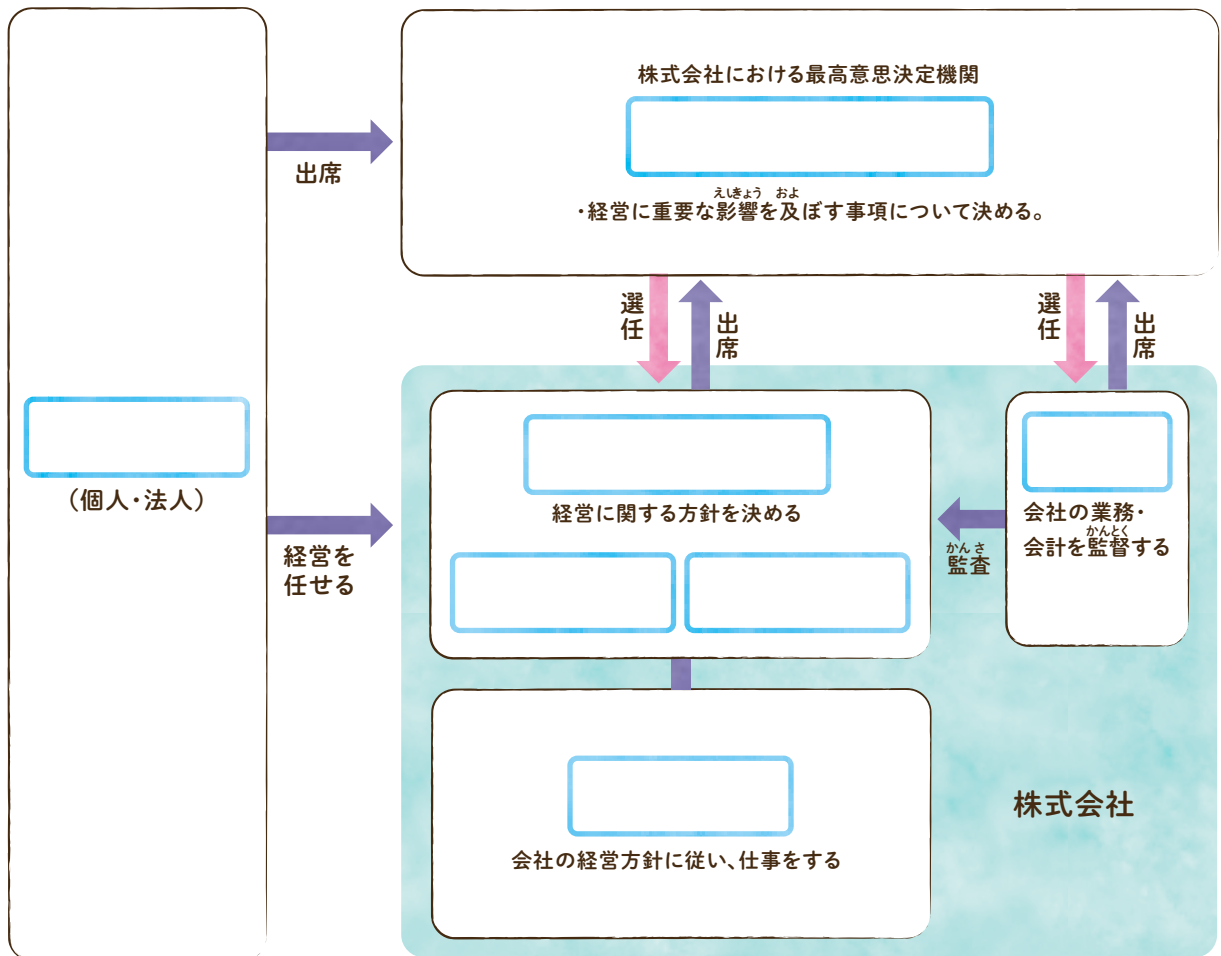 株式会社における最高意思決定機関
出席
えいきょう およ
・経営に重要な影響を及ぼす事項について決める。
選任
出席
選任
出席
(個人・法人)
経営に関する方針を決める
会社の業務・
かんとく
会計を監督する
かんさ
監査
経営を
任せる
株式会社
会社の経営方針に従い、仕事をする